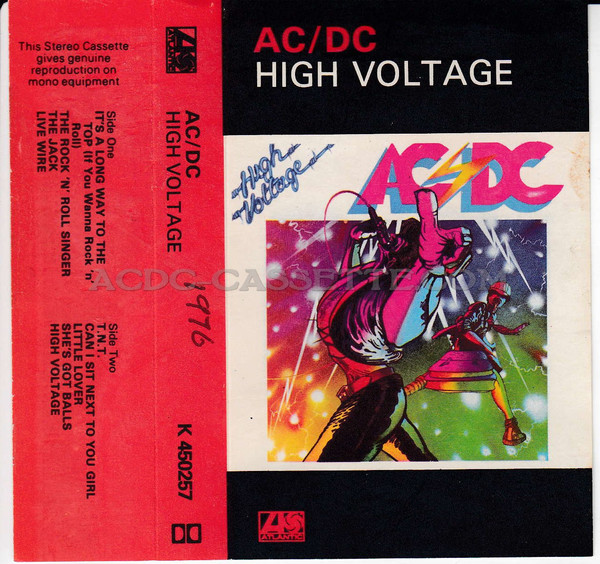 This Stereo Cassette
gives genuine
reproduction on
mono equipment
Side One
IT'S A LONG WAY TO THE
TOP (If You Wanna Rock 'n'
Roll)
THE ROCK 'N' ROLL SINGER
THE JACK
LIVE WIRE
Side Two
T.N.T.
CAN I SIT NEXT TO YOU GIRL
LITTLE LOVER
SHE'S GOT BALLS
HIGH VOLTAGE
ATLANTIC
AC/DC
HIGH VOLTAGE
1976
K 450257
AC/DC
HIGH VOLTAGE
High
Voltage
AC DC
ATLANTIC
ACDC-CASSETTE.COM